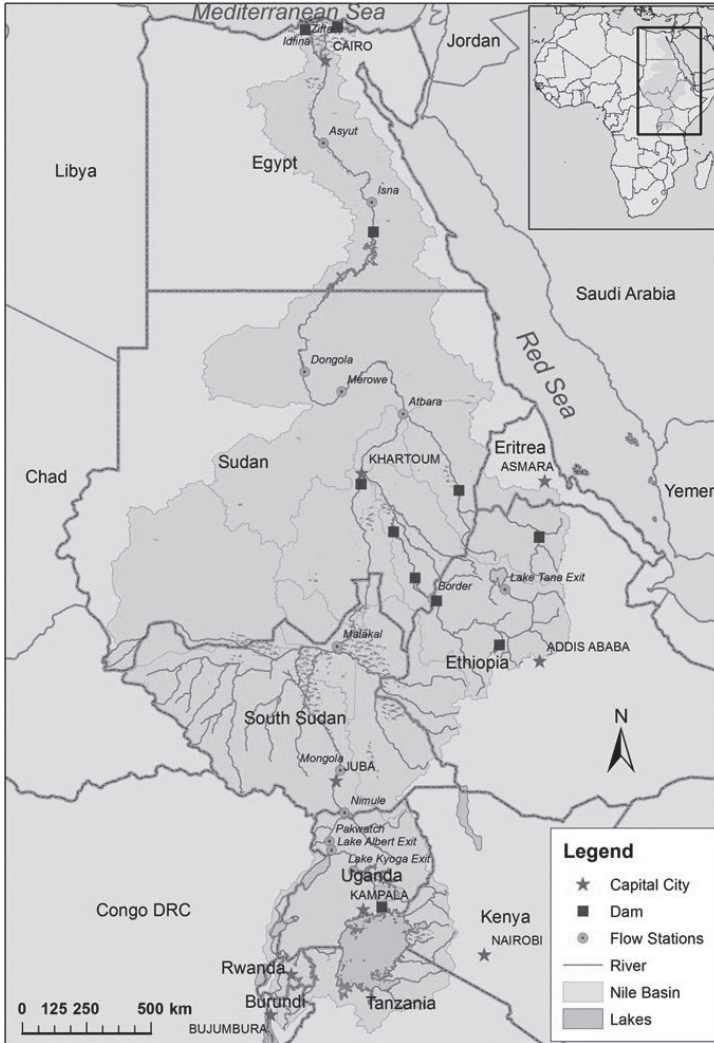 Mediterranean Sea
Idfina
Zifta
CAIRO
Jordan
Asyut
Libya
Egypt
Isna
Saudi Arabia
Red Sea
Dongola
Merowe
Atbara
Eritrea
ASMARA
Sudan
KHARTOUM
Chad
Yemen
Border
Lake Tana Exit
Malakal
ADDIS ABABA
Ethiopia
South Sudan
N
Mongola
JUBA
Nimule
Pakwatch
Lake Albert Exit
Lake Kyoga Exit
Uganda
KAMPALA
Congo DRC
Kenya
NAIROBI
Rwanda
Burundi
Tanzania
BUJUMBURA
0 125 250 500 km
Legend
Capital City
Dam
Flow Stations
River
Nile Basin
Lakes